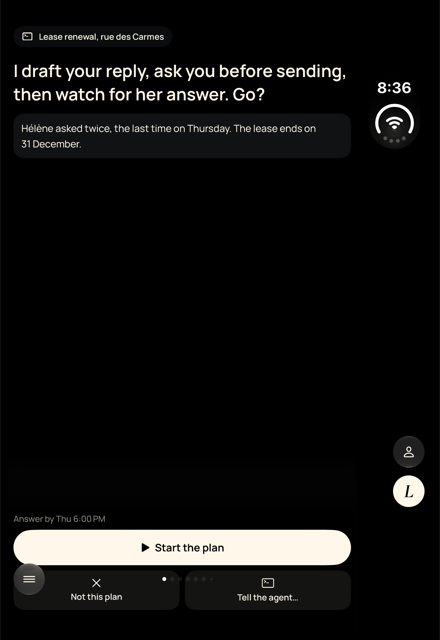 Lease renewal, rue des Carmes
I draft your reply, ask you before sending,
then watch for her answer. Go?
8:36
Hélène asked twice, the last time on Thursday. The lease ends on
31 December.
L
Answer by Thu 6:00 PM
Start the plan
Not this plan
Tell the agent...